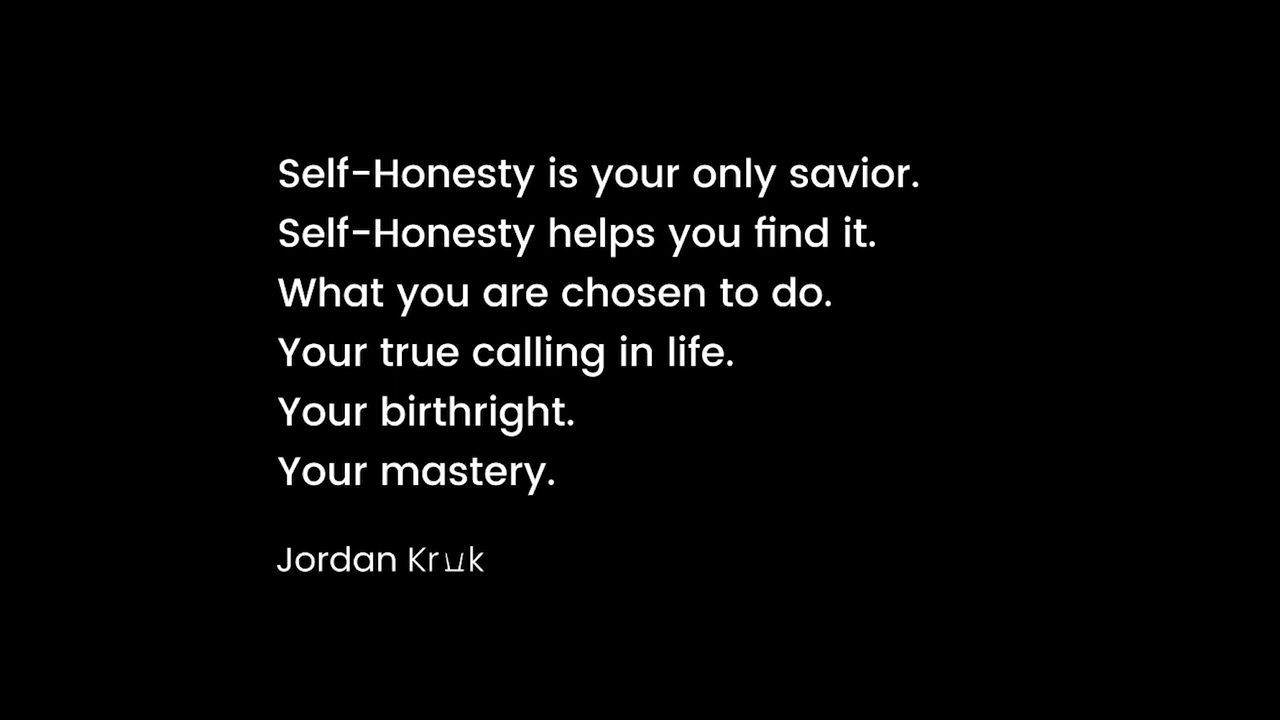 Self-Honesty is your only savior.
Self-Honesty helps you find it.
What you are chosen to do.
Your true calling in life.
Your birthright.
Your mastery.
Jordan Kruk